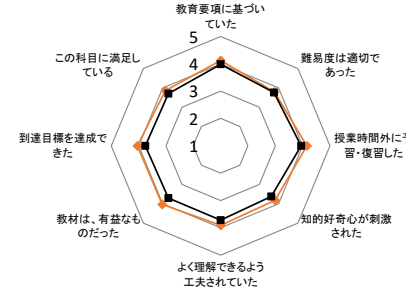 教育要項に基づい
ていた
難易度は適切で
あった
授業時間外に予
習・復習した
知的好奇心が刺激
された
よく理解できるよう
工夫されていた
教材は、有益なも
のだった
到達目標を達成で
きた
この科目に満足し
ている
5
4
3
2
1